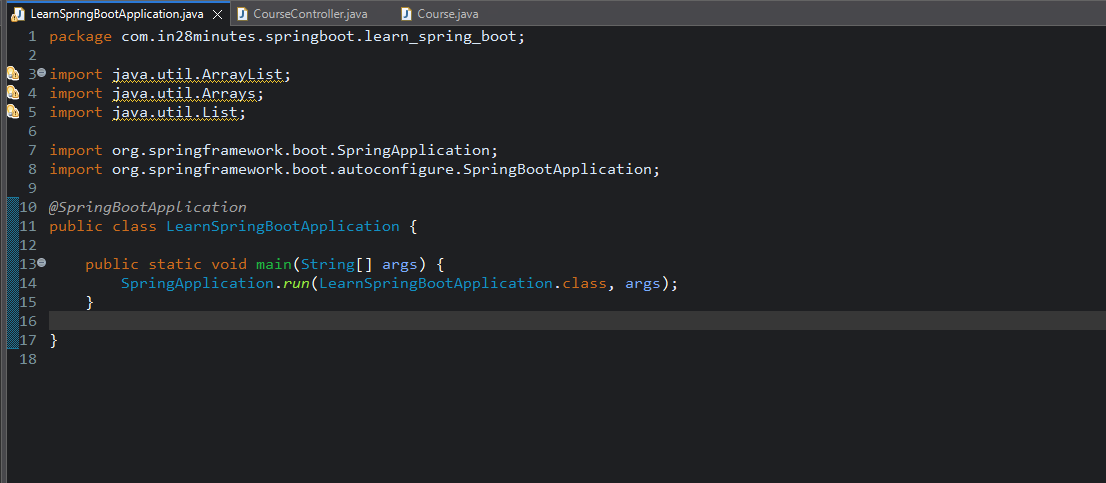 LearnSpringBootApplication.java CourseController.java Course.java
1 package com.in28minutes.springboot.learn_spring_boot;
2
3 import java.util.ArrayList;
4 import java.util.Arrays;
5 import java.util.List;
6
7 import org.springframework.boot.SpringApplication;
8 import org.springframework.boot.autoconfigure.SpringBootApplication;
9
10 @SpringBootApplication
11 public class LearnSpringBootApplication {
12
13     public static void main(String[] args) {
14         SpringApplication.run(LearnSpringBootApplication.class, args);
15     }
16
17 }
18